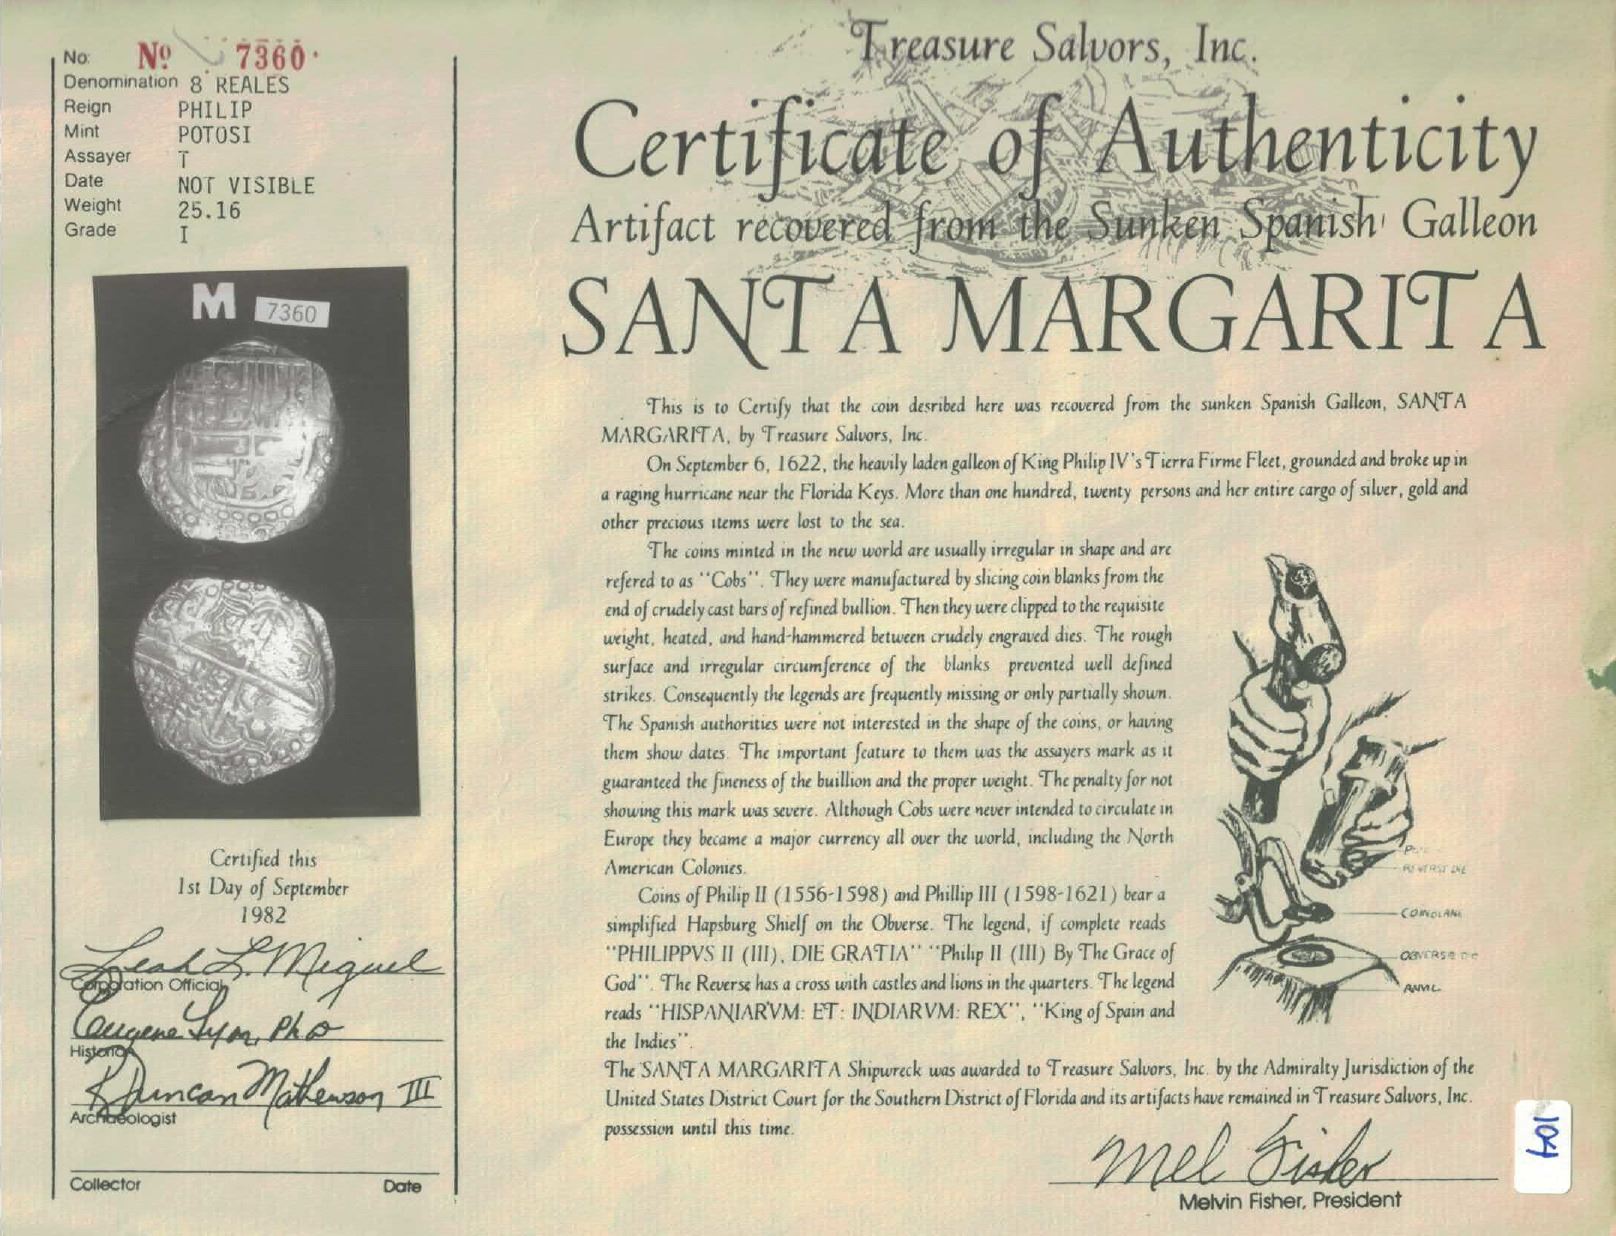 No: Nº 7360
Denomination 8 REALES
Reign PHILIP
Mint POTOSI
Assayer T
Date NOT VISIBLE
Weight 25.16
Grade I
M 7360
Certified this
1st Day of September
1982
Leah L. Miguel
Corporation Official
Eugene Lyon, PhD
Historian
R Duncan Mathewson III
Archaeologist
Collector Date
Treasure Salvors, Inc.
Certificate of Authenticity
Artifact recovered from the Sunken Spanish Galleon
SANTA MARGARITA
This is to Certify that the coin desribed here was recovered from the sunken Spanish Galleon, SANTA
MARGARITA, by Treasure Salvors, Inc.
On September 6, 1622, the heavily laden galleon of King Philip IV's Tierra Firme Fleet, grounded and broke up in
a raging hurricane near the Florida Keys. More than one hundred, twenty persons and her entire cargo of silver, gold and
other precious items were lost to the sea.
The coins minted in the new world are usually irregular in shape and are
refered to as "Cobs". They were manufactured by slicing coin blanks from the
end of crudely cast bars of refined bullion. Then they were clipped to the requisite
weight, heated, and hand-hammered between crudely engraved dies. The rough
surface and irregular circumference of the blanks prevented well defined
strikes. Consequently the legends are frequently missing or only partially shown.
The Spanish authorities were not interested in the shape of the coins, or having
them show dates. The important feature to them was the assayers mark as it
guaranteed the fineness of the buillion and the proper weight. The penalty for not
showing this mark was severe. Although Cobs were never intended to circulate in
Europe they became a major currency all over the world, including the North
American Colonies.
Coins of Philip II (1556-1598) and Phillip III (1598-1621) bear a
simplified Hapsburg Shielf on the Obverse. The legend, if complete reads
"PHILIPPVS II (III), DIE GRATIA" "Philip II (III) By The Grace of
God". The Reverse has a cross with castles and lions in the quarters. The legend
reads "HISPANIARVM: ET: INDIARVM: REX", "King of Spain and
the Indies".
REVERSE DIE
COINBLANK
OBVERSE DIE
ANVIL
The SANTA MARGARITA Shipwreck was awarded to Treasure Salvors, Inc. by the Admiralty Jurisdiction of the
United States District Court for the Southern District of Florida and its artifacts have remained in Treasure Salvors, Inc.
possession until this time.
Mel Fisher
Melvin Fisher, President
104